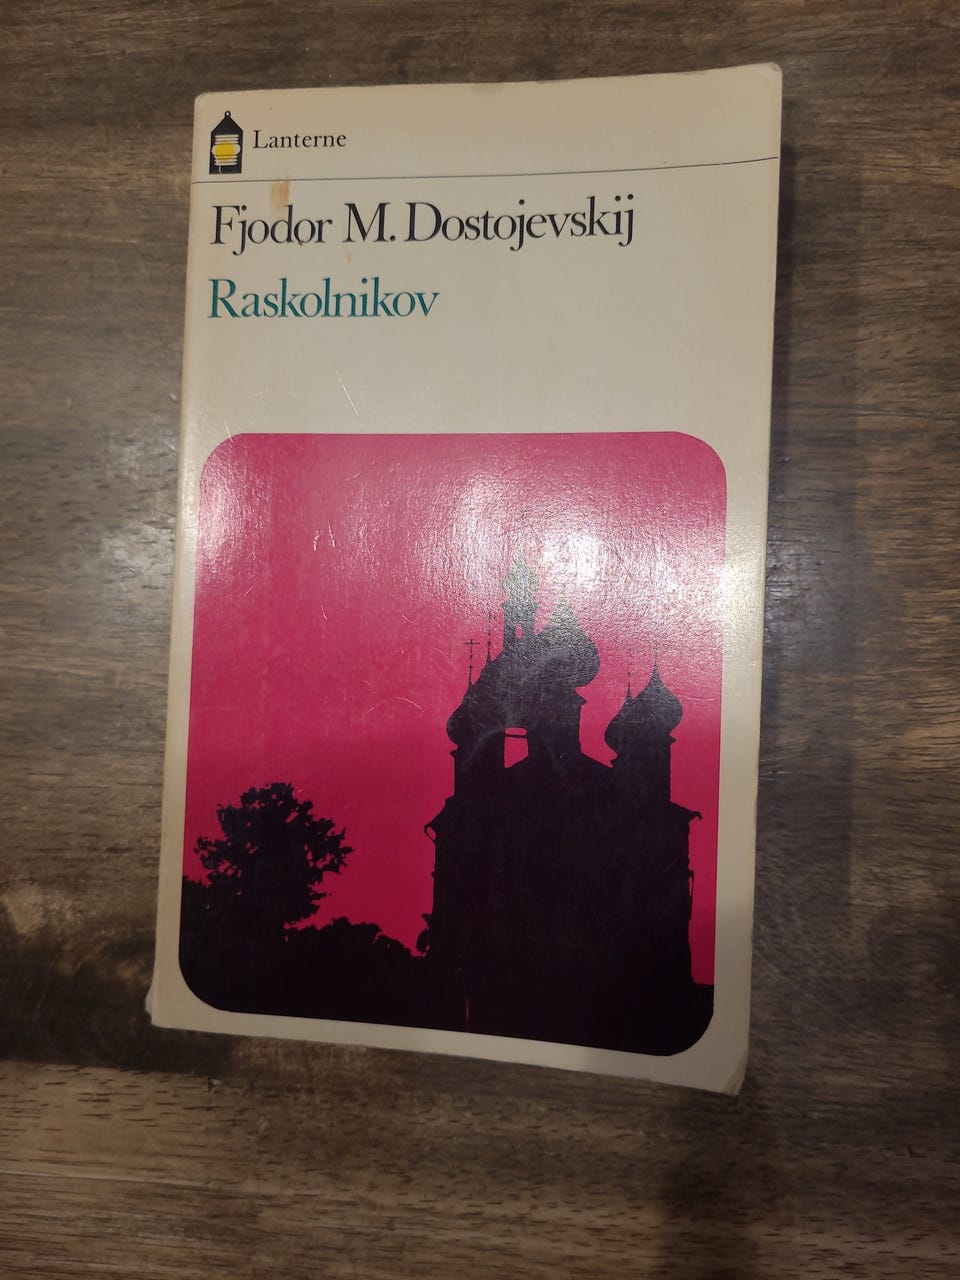 Lanterne
Fjodor M. Dostojevskij
Raskolnikov